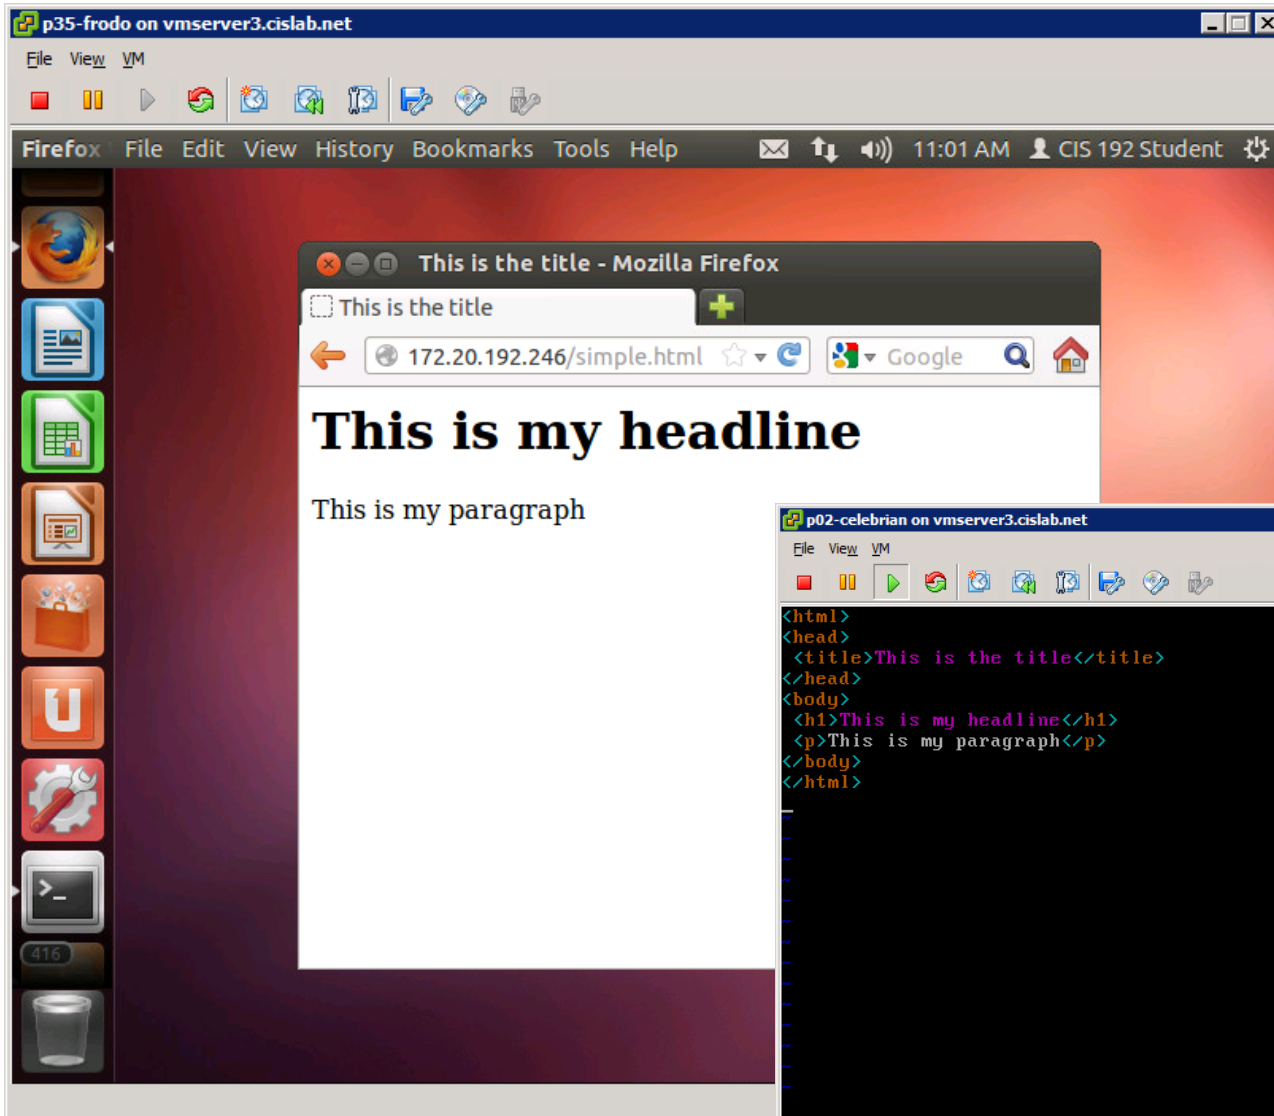 p35-frodo on vmserver3.cislab.net
File View VM
Firefox File Edit View History Bookmarks Tools Help 11:01 AM CIS 192 Student
This is the title - Mozilla Firefox
This is the title
172.20.192.246/simple.html Google
This is my headline
This is my paragraph
416
p02-celebrian on vmserver3.cislab.net
File View VM
<html>
<head>
<title>This is the title</title>
</head>
<body>
<h1>This is my headline</h1>
<p>This is my paragraph</p>
</body>
</html>
~
~
~
~
~
~
~
~
~
~
~
~
~
~